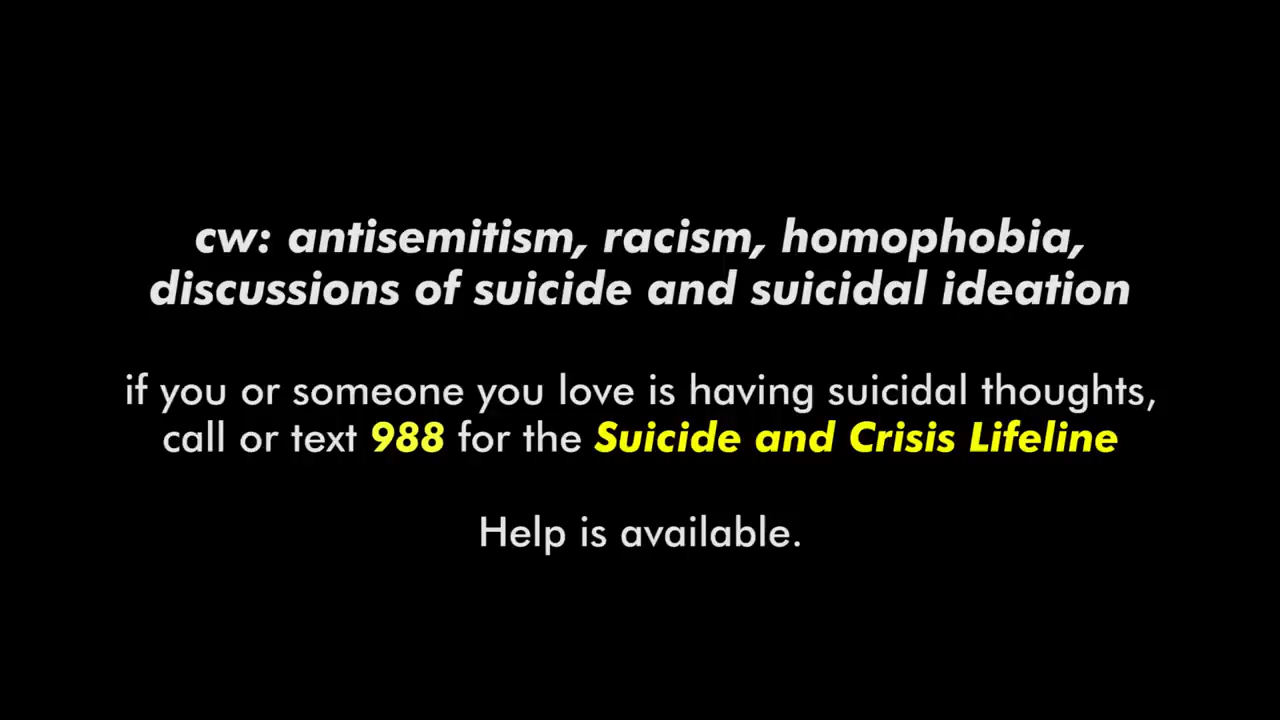 cw: antisemitism, racism, homophobia,
discussions of suicide and suicidal ideation
if you or someone you love is having suicidal thoughts,
call or text 988 for the Suicide and Crisis Lifeline
Help is available.